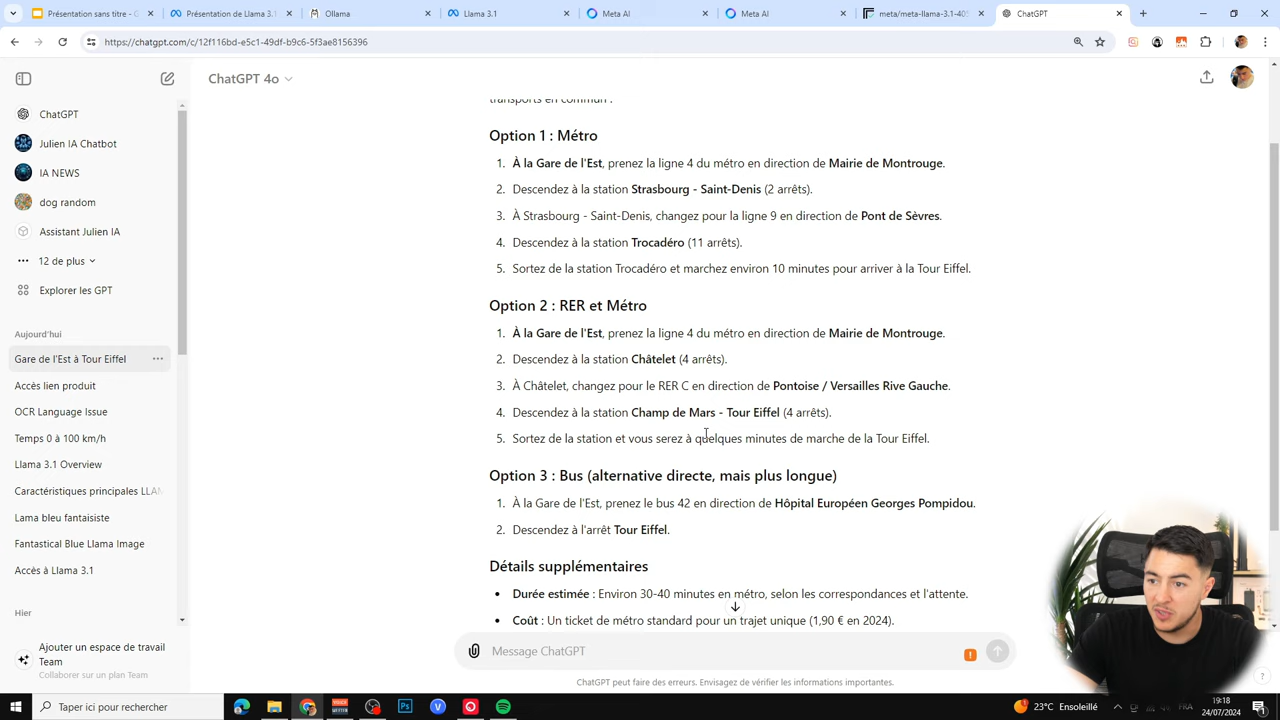 Présentation sans titre - G
Présentation de Llama 3.1
Ollama
Llama 3.1
Meta AI
Meta AI
meta/meta-llama-3.1-405
ChatGPT
https://chatgpt.com/c/12f116bd-e5c1-49df-b9c6-5f3ae8156396
ChatGPT 4o
ChatGPT
Julien IA Chatbot
IA NEWS
dog random
Assistant Julien IA
12 de plus
Explorer les GPT
Aujourd'hui
Gare de l'Est à Tour Eiffel
Accès lien produit
OCR Language Issue
Temps 0 à 100 km/h
Llama 3.1 Overview
Caractéristiques principales LLAM
Lama bleu fantaisiste
Fantastical Blue Llama Image
Accès à Llama 3.1
Hier
Ajouter un espace de travail
Team
Collaborer sur un plan Team
transports en commun :
Option 1 : Métro
1. À la Gare de l'Est, prenez la ligne 4 du métro en direction de Mairie de Montrouge.
2. Descendez à la station Strasbourg - Saint-Denis (2 arrêts).
3. À Strasbourg - Saint-Denis, changez pour la ligne 9 en direction de Pont de Sèvres.
4. Descendez à la station Trocadéro (11 arrêts).
5. Sortez de la station Trocadéro et marchez environ 10 minutes pour arriver à la Tour Eiffel.
Option 2 : RER et Métro
1. À la Gare de l'Est, prenez la ligne 4 du métro en direction de Mairie de Montrouge.
2. Descendez à la station Châtelet (4 arrêts).
3. À Châtelet, changez pour le RER C en direction de Pontoise / Versailles Rive Gauche.
4. Descendez à la station Champ de Mars - Tour Eiffel (4 arrêts).
5. Sortez de la station et vous serez à quelques minutes de marche de la Tour Eiffel.
Option 3 : Bus (alternative directe, mais plus longue)
1. À la Gare de l'Est, prenez le bus 42 en direction de Hôpital Européen Georges Pompidou.
2. Descendez à l'arrêt Tour Eiffel.
Détails supplémentaires
• Durée estimée : Environ 30-40 minutes en métro, selon les correspondances et l'attente.
• Coût : Un ticket de métro standard pour un trajet unique (1,90 € en 2024).
Message ChatGPT
ChatGPT peut faire des erreurs. Envisagez de vérifier les informations importantes.
Taper ici pour rechercher
23°C Ensoleillé
FRA
19:18
24/07/2024